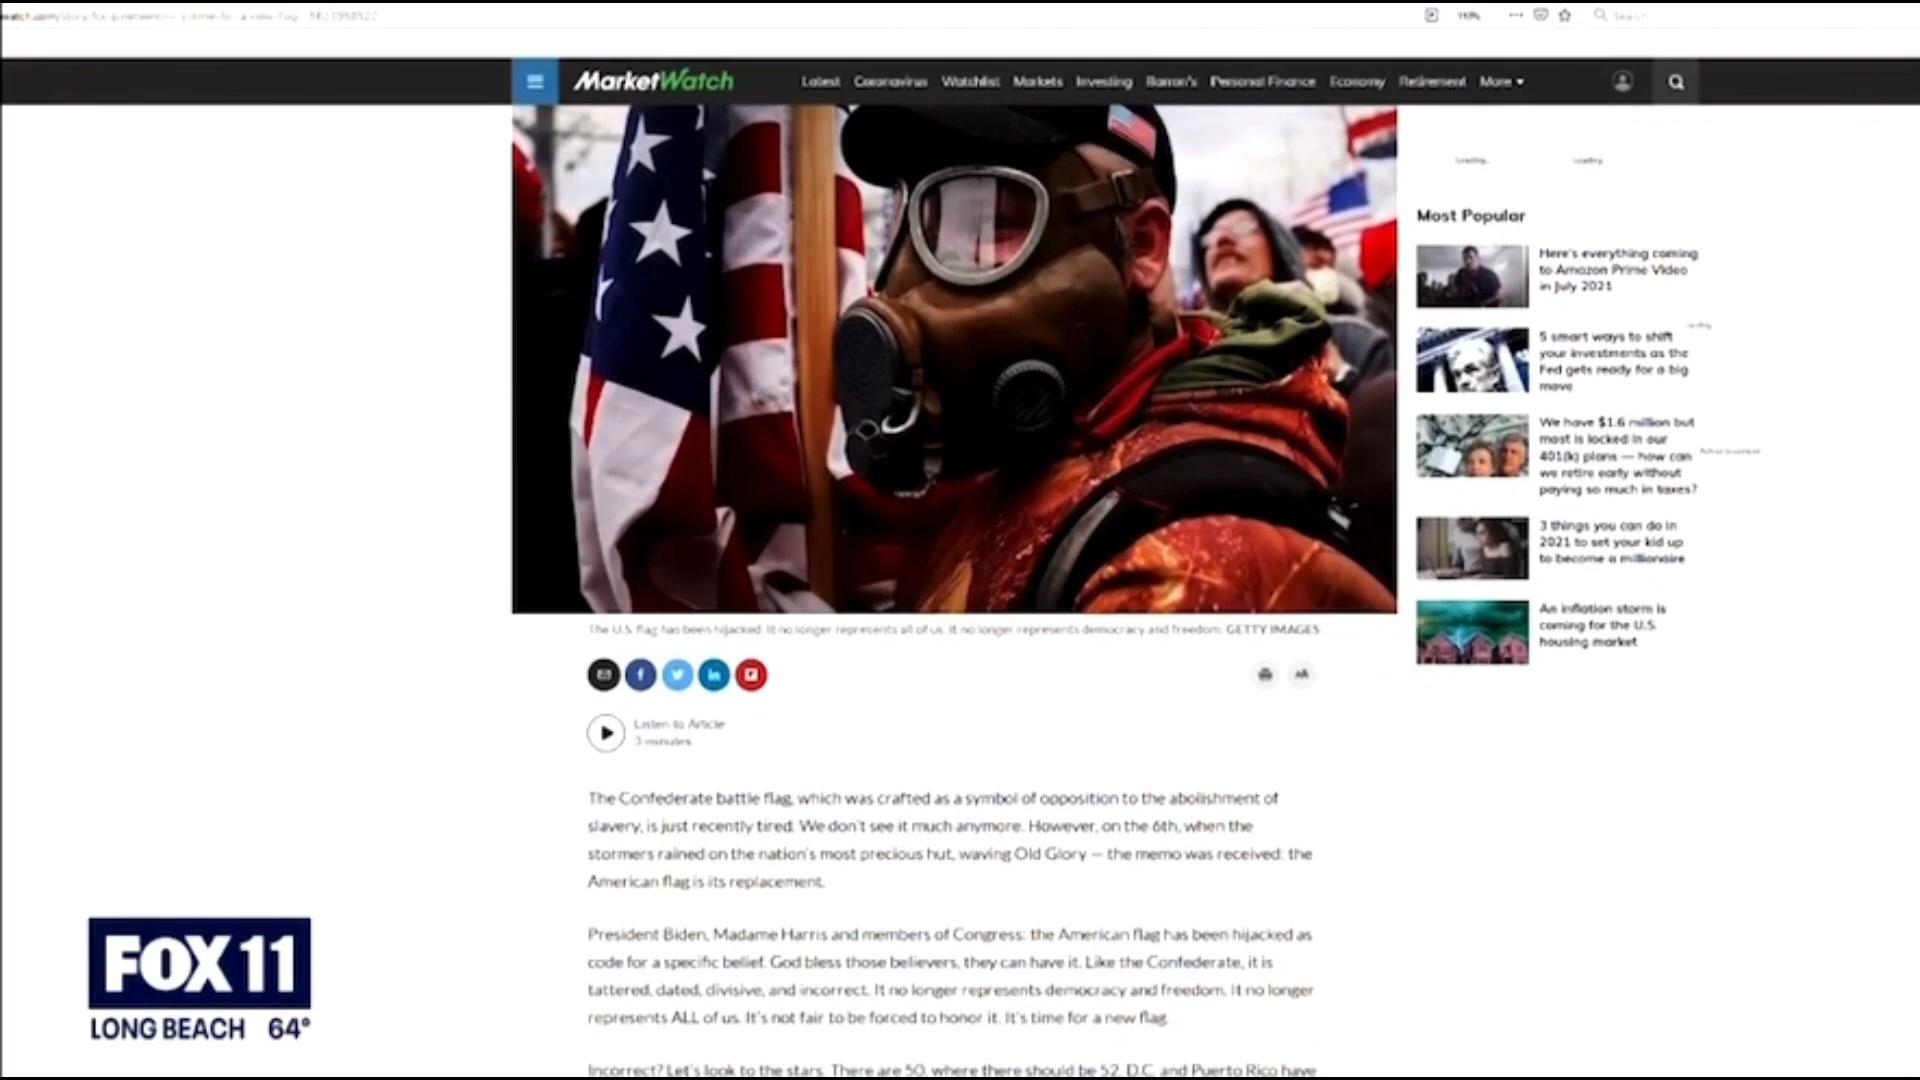 MarketWatch
Latest Coronavirus Watchlist Markets Investing Barron's Personal Finance Economy Retirement More
Search
Loading... Loading
Most Popular
Here's everything coming
to Amazon Prime Video
in July 2021
5 smart ways to shift
your investments as the
Fed gets ready for a big
move
We have $1.6 million but
most is locked in our
401(k) plans — how can
we retire early without
paying so much in taxes?
Advertisement
3 things you can do in
2021 to set your kid up
to become a millionaire
An inflation storm is
coming for the U.S.
housing market
The U.S. flag has been hijacked. It no longer represents all of us. It no longer represents democracy and freedom. GETTY IMAGES
Listen to Article
3 minutes
The Confederate battle flag, which was crafted as a symbol of opposition to the abolishment of
slavery, is just recently tired. We don't see it much anymore. However, on the 6th, when the
stormers rained on the nation's most precious hut, waving Old Glory — the memo was received: the
American flag is its replacement.
President Biden, Madame Harris and members of Congress: the American flag has been hijacked as
code for a specific belief. God bless those believers, they can have it. Like the Confederate, it is
tattered, dated, divisive, and incorrect. It no longer represents democracy and freedom. It no longer
represents ALL of us. It's not fair to be forced to honor it. It's time for a new flag.
Incorrect? Let's look to the stars. There are 50, where there should be 52. D.C. and Puerto Rico have
FOX 11
LONG BEACH 64°